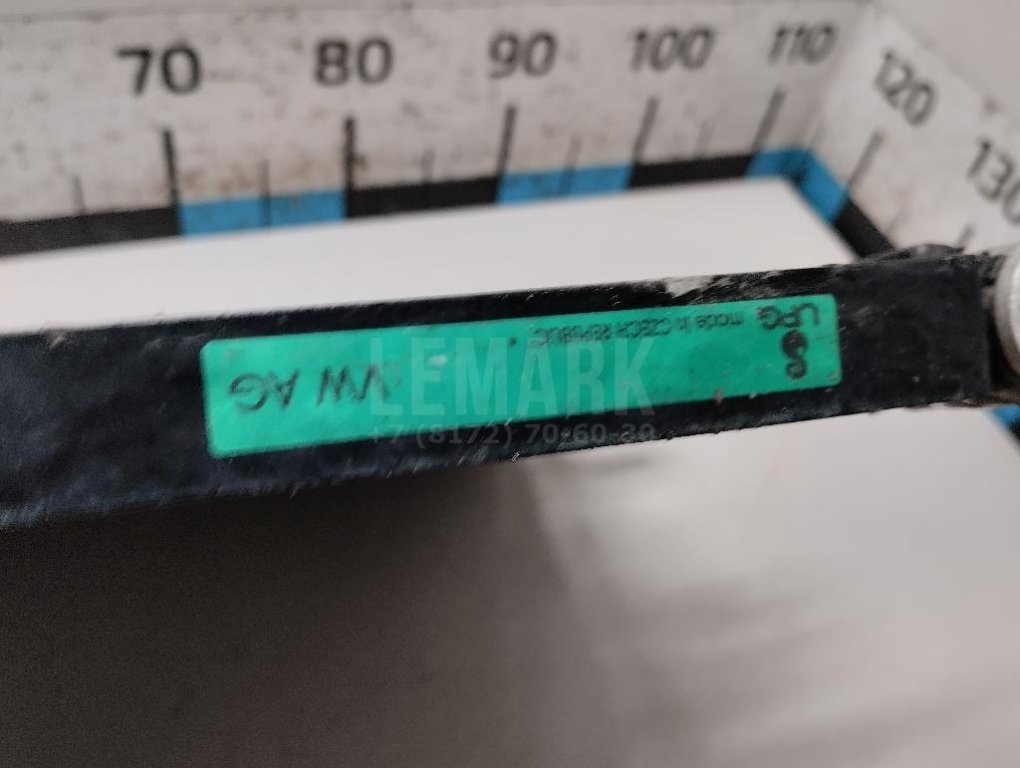 70 80 90 100 110 120 130
UPG
made in CZECH REPUBLIC
VW AG
LEMARK
+7 (8172) 70-60-30